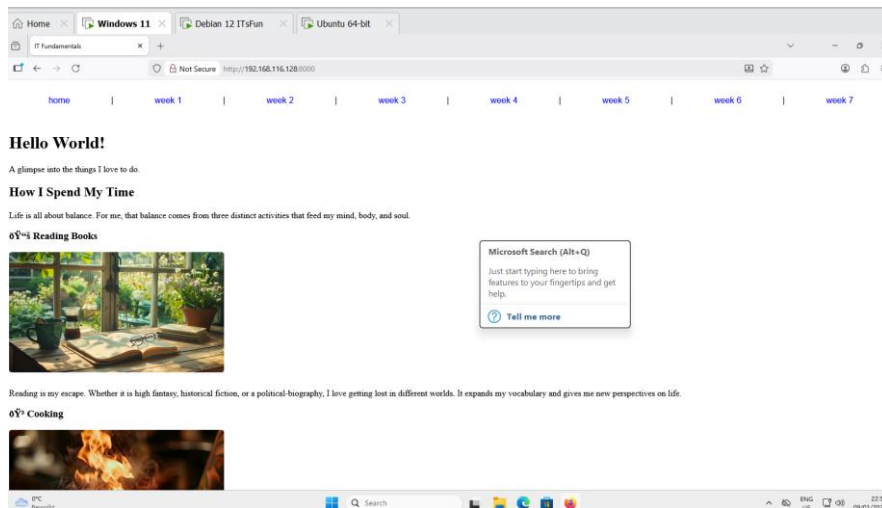 Home
Windows 11
Debian 12 ITsFun
Ubuntu 64-bit
IT Fundamentals
Not Secure http://192.168.116.128:8000
home | week 1 | week 2 | week 3 | week 4 | week 5 | week 6 | week 7
Hello World!
A glimpse into the things I love to do.
How I Spend My Time
Life is all about balance. For me, that balance comes from three distinct activities that feed my mind, body, and soul.
ðŸ“š Reading Books
Microsoft Search (Alt+Q)
Just start typing here to bring
features to your fingertips and get
help.
Tell me more
Reading is my escape. Whether it is high fantasy, historical fiction, or a political-biography, I love getting lost in different worlds. It expands my vocabulary and gives me new perspectives on life.
Cooking
0°C
Search
ENG